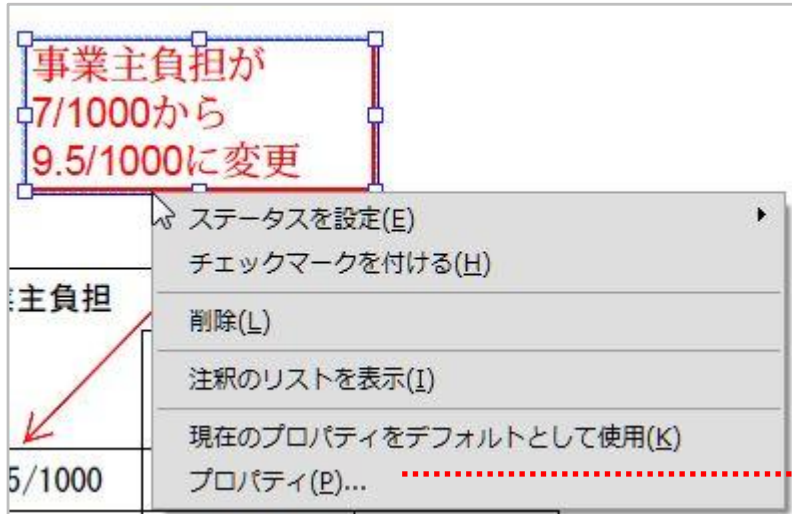 事業主負担が
7/1000から
9.5/1000に変更
ステータスを設定(E)
チェックマークを付ける(H)
主負担
削除(L)
注釈のリストを表示(I)
現在のプロパティをデフォルトとして使用(K)
5/1000
プロパティ(P)...